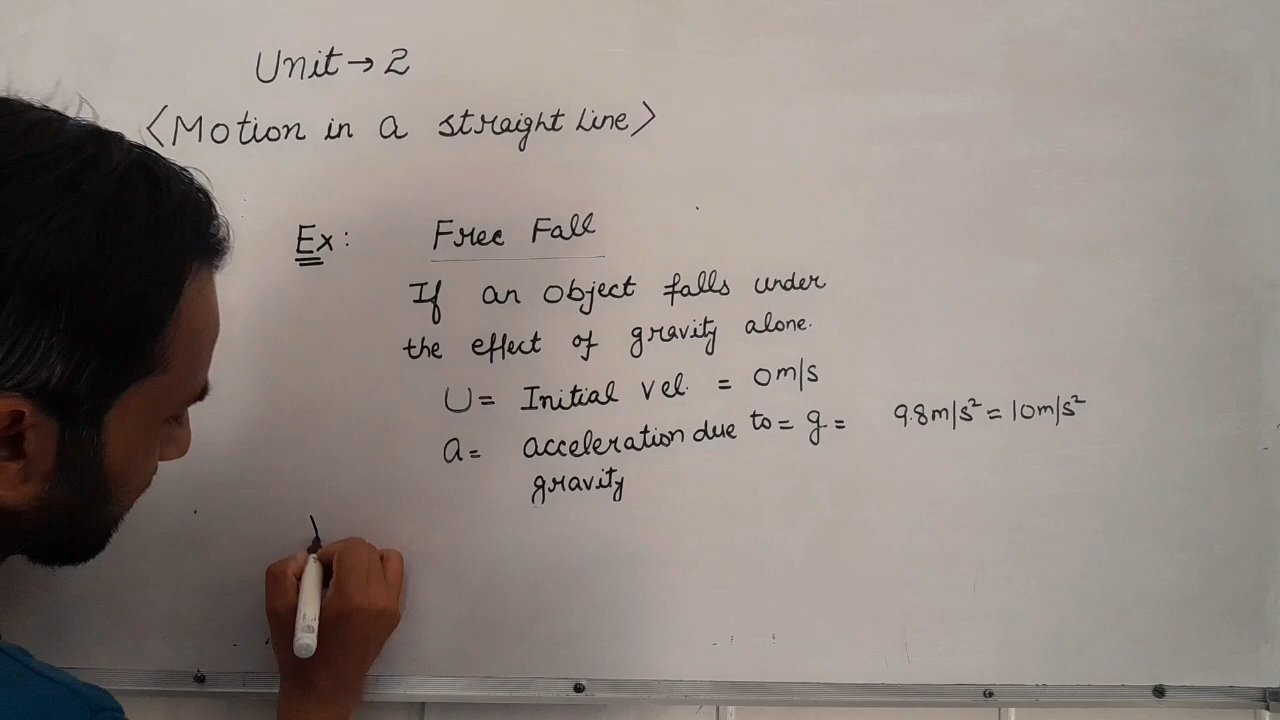 Unit → 2
<Motion in a straight Line>
Ex: Free Fall
If an object falls under
the effect of gravity alone.
U = Initial vel. = 0m/s
a = acceleration due to = g = 9.8m/s² = 10m/s²
gravity